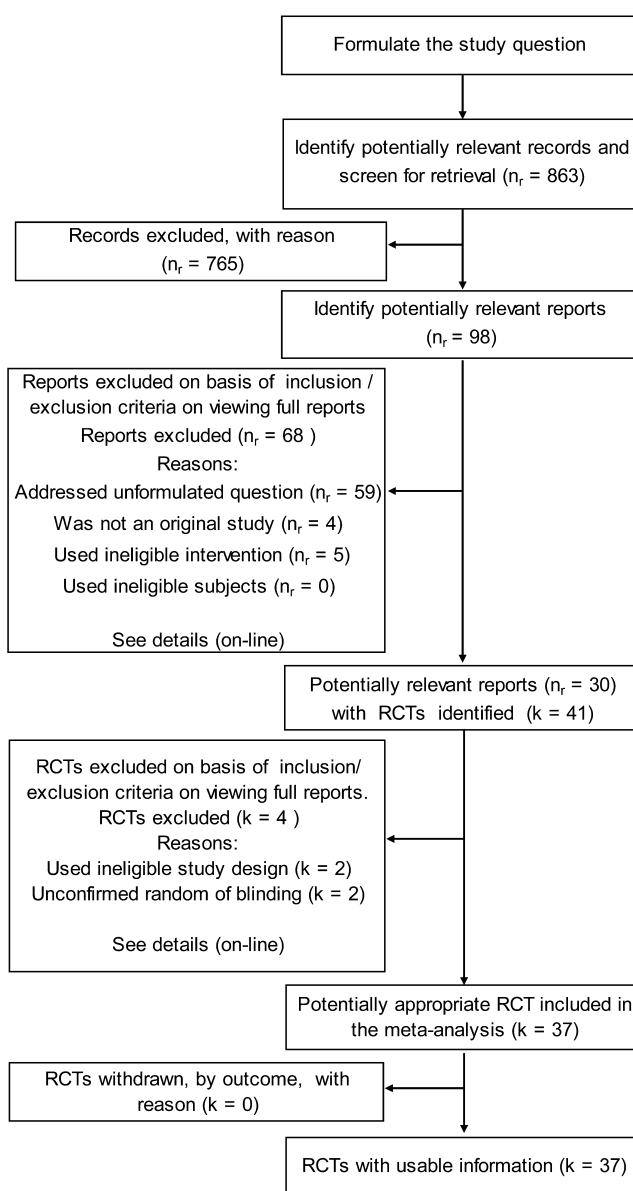 Formulate the study question
Identify potentially relevant records and
screen for retrieval (nᵣ = 863)
Records excluded, with reason
(nᵣ = 765)
Identify potentially relevant reports
(nᵣ = 98)
Reports excluded on basis of inclusion /
exclusion criteria on viewing full reports
Reports excluded (nᵣ = 68 )
Reasons:
Addressed unformulated question (nᵣ = 59)
Was not an original study (nᵣ = 4)
Used ineligible intervention (nᵣ = 5)
Used ineligible subjects (nᵣ = 0)
See details (on-line)
Potentially relevant reports (nᵣ = 30)
with RCTs identified (k = 41)
RCTs excluded on basis of inclusion/
exclusion criteria on viewing full reports.
RCTs excluded (k = 4 )
Reasons:
Used ineligible study design (k = 2)
Unconfirmed random of blinding (k = 2)
See details (on-line)
Potentially appropriate RCT included in
the meta-analysis (k = 37)
RCTs withdrawn, by outcome, with
reason (k = 0)
RCTs with usable information (k = 37)